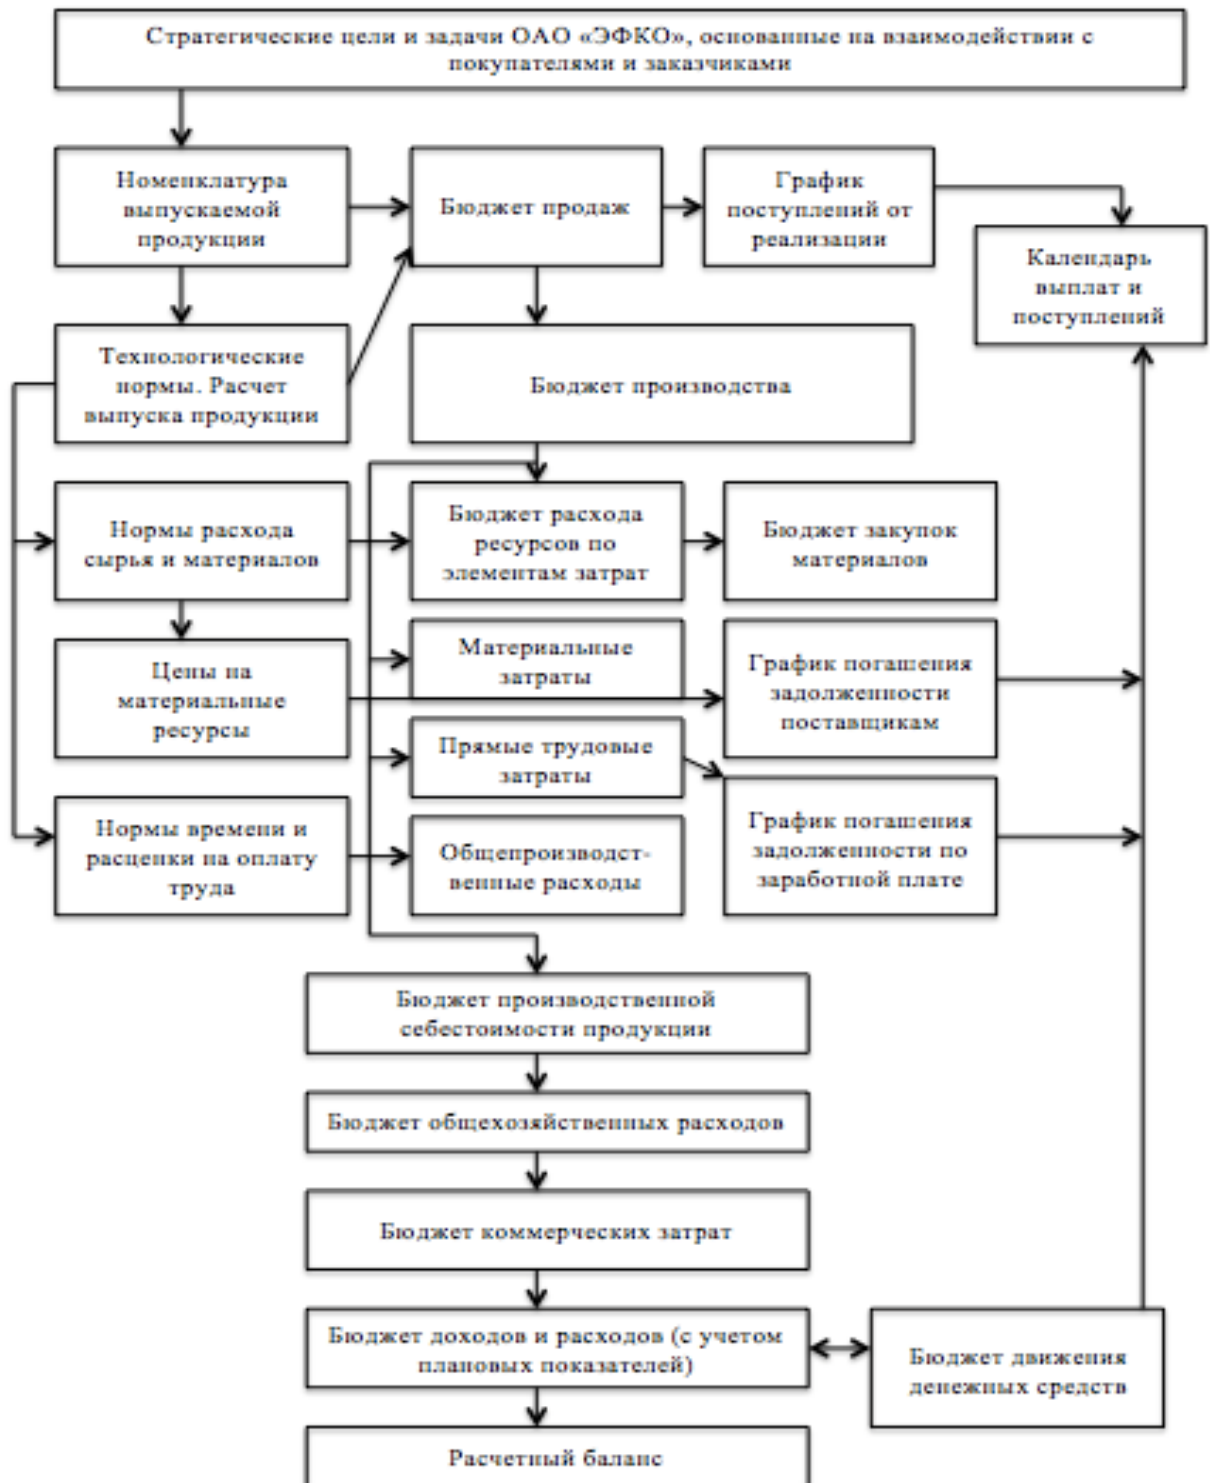 Стратегические цели и задачи ОАО «ЭФКО», основанные на взаимодействии с
покупателями и заказчиками
Номенклатура
выпускаемой
продукции
Бюджет продаж
График
поступлений от
реализации
Календарь
выплат и
поступлений
Технологические
нормы. Расчет
выпуска продукции
Бюджет производства
Нормы расхода
сырья и материалов
Бюджет расхода
ресурсов по
элементам затрат
Бюджет закупок
материалов
Цены на
материальные
ресурсы
Материальные
затраты
График погашения
задолженности
поставщикам
Прямые трудовые
затраты
Нормы времени и
расценки на оплату
труда
Общепроизводст-
венные расходы
График погашения
задолженности по
заработной плате
Бюджет производственной
себестоимости продукции
Бюджет общехозяйственных расходов
Бюджет коммерческих затрат
Бюджет доходов и расходов (с учетом
плановых показателей)
Бюджет движения
денежных средств
Расчетный баланс